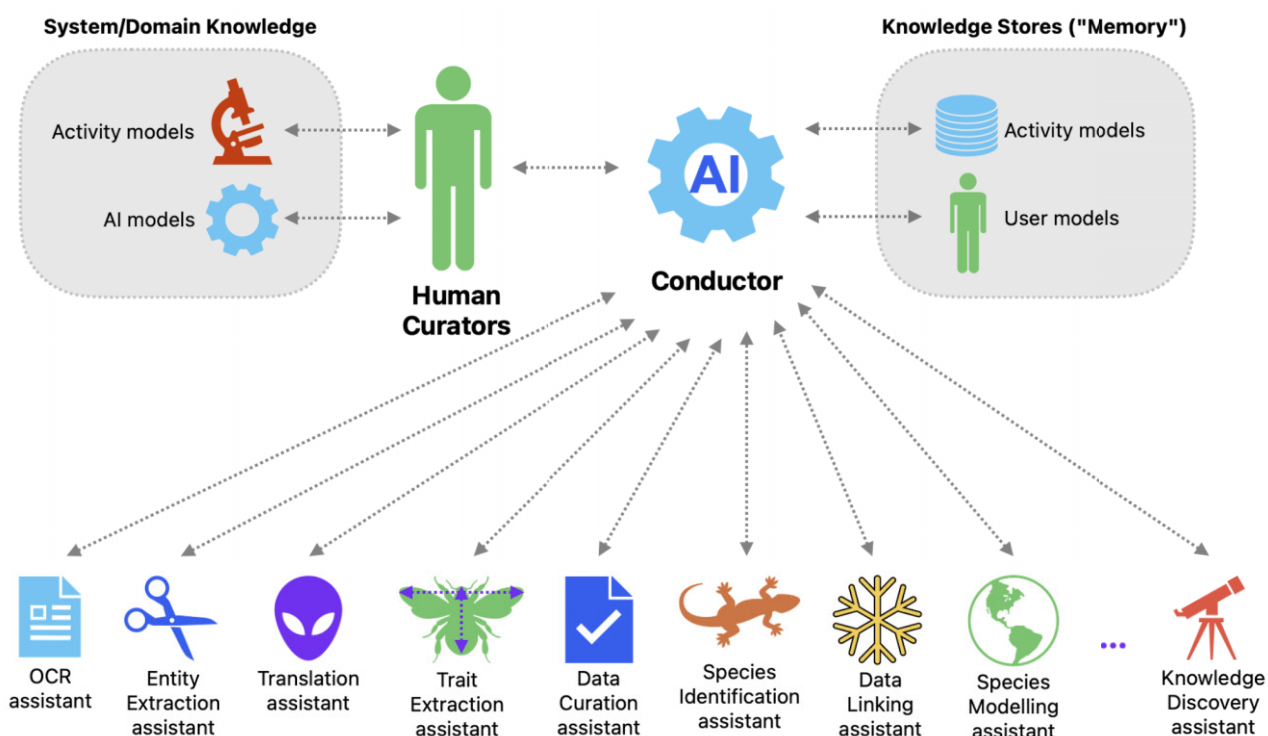 System/Domain Knowledge
Knowledge Stores ("Memory")
Activity models
AI models
Human
Curators
AI
Conductor
Activity models
User models
OCR
assistant
Entity
Extraction
assistant
Translation
assistant
Trait
Extraction
assistant
Data
Curation
assistant
Species
Identification
assistant
Data
Linking
assistant
Species
Modelling
assistant
...
Knowledge
Discovery
assistant